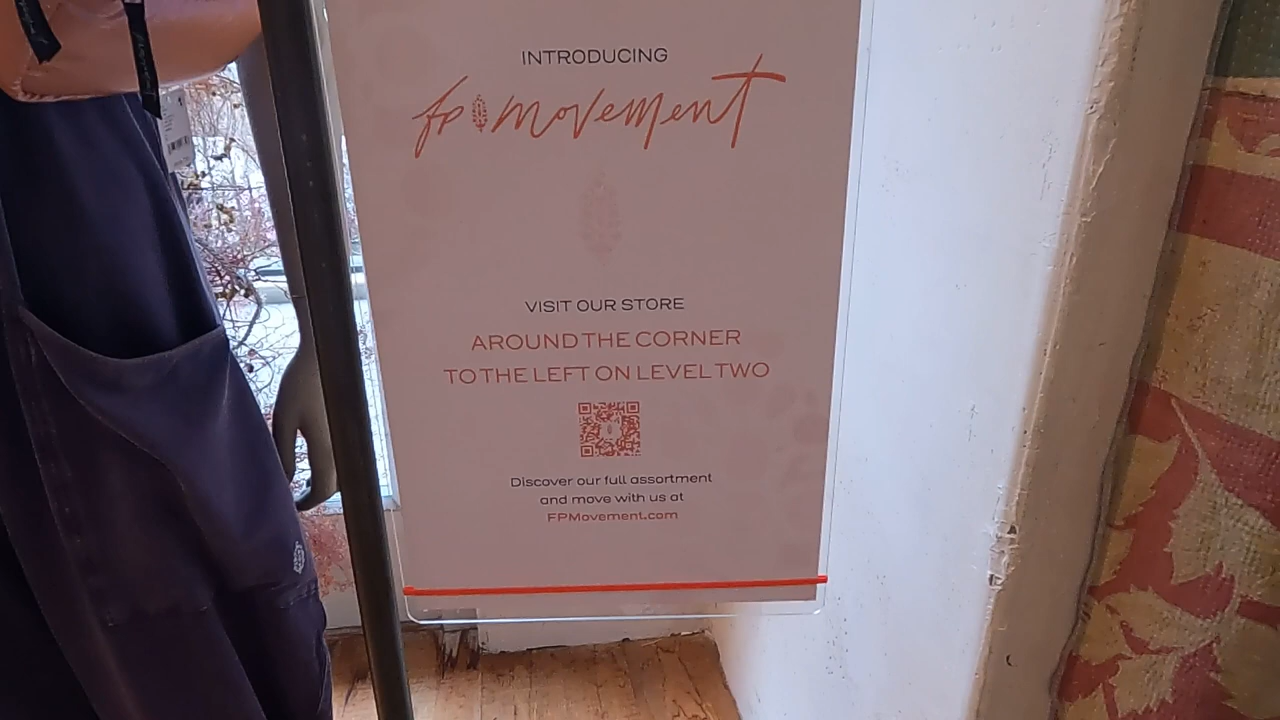 INTRODUCING
fp movement
VISIT OUR STORE
AROUND THE CORNER
TO THE LEFT ON LEVEL TWO
Discover our full assortment
and move with us at
FPMovement.com